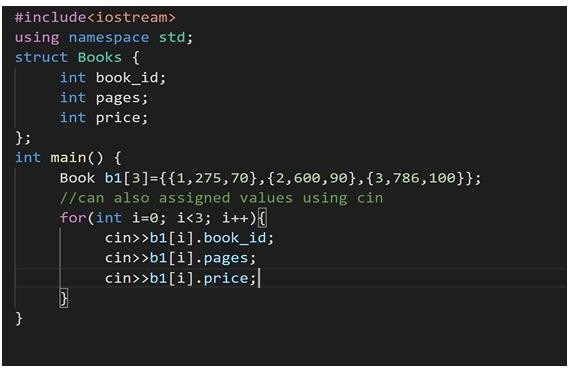 #include<iostream>
using namespace std;
struct Books {
int book_id;
int pages;
int price;
};
int main() {
Book b1[3]={{1,275,70},{2,600,90},{3,786,100}};
//can also assigned values using cin
for(int i=0; i<3; i++){
cin>>b1[i].book_id;
cin>>b1[i].pages;
cin>>b1[i].price;
}
}